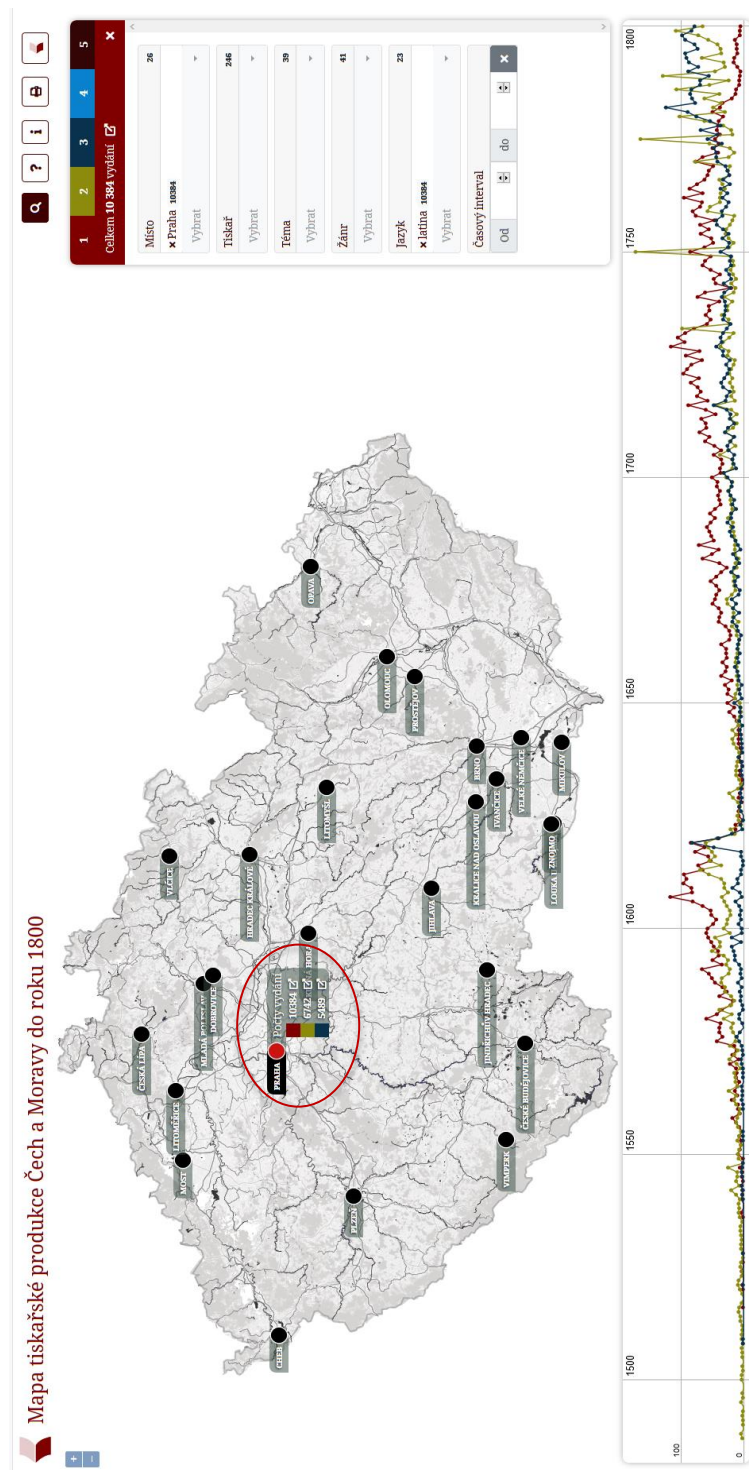 Mapa tiskařské produkce Čech a Moravy do roku 1800
?
i
+
−
1 2 3 4 5
Celkem 10 384 vydání
Místo 26
× Praha 10384
Vybrat
Tiskař 246
Vybrat
Téma 39
Vybrat
Žánr 41
Vybrat
Jazyk 23
× latina 10384
Vybrat
Časový interval
Od do ×
ČESKÁ LÍPA
VLČICE
LITOMĚŘICE
MOST
MLADÁ BOLESLAV
DOBROVICE
HRADEC KRÁLOVÉ
CHEB
PRAHA
Počty vydání
10384
6742
5489
HORA
OPAVA
LITOMYŠL
PLZEŇ
OLOMOUC
PROSTĚJOV
JIHLAVA
BRNO
KRALICE NAD OSLAVOU
IVANČICE
JINDŘICHŮV HRADEC
VIMPERK
ČESKÉ BUDĚJOVICE
VELKÉ NĚMČICE
LOUKA
ZNOJMO
MIKULOV
1500 1550 1600 1650 1700 1750 1800
100
0